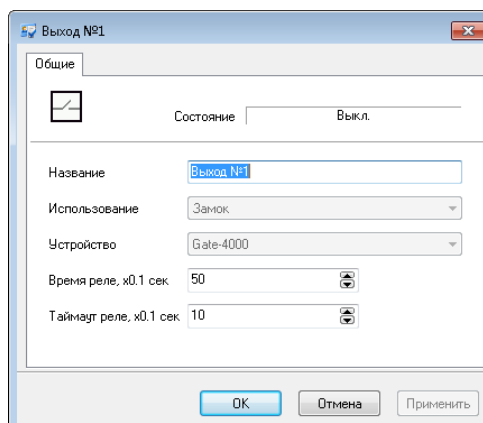 Выход №1
Общие
Состояние Выкл.
Название Выход №1
Использование Замок
Устройство Gate-4000
Время реле, x0.1 сек 50
Таймаут реле, x0.1 сек 10
OK Отмена Применить